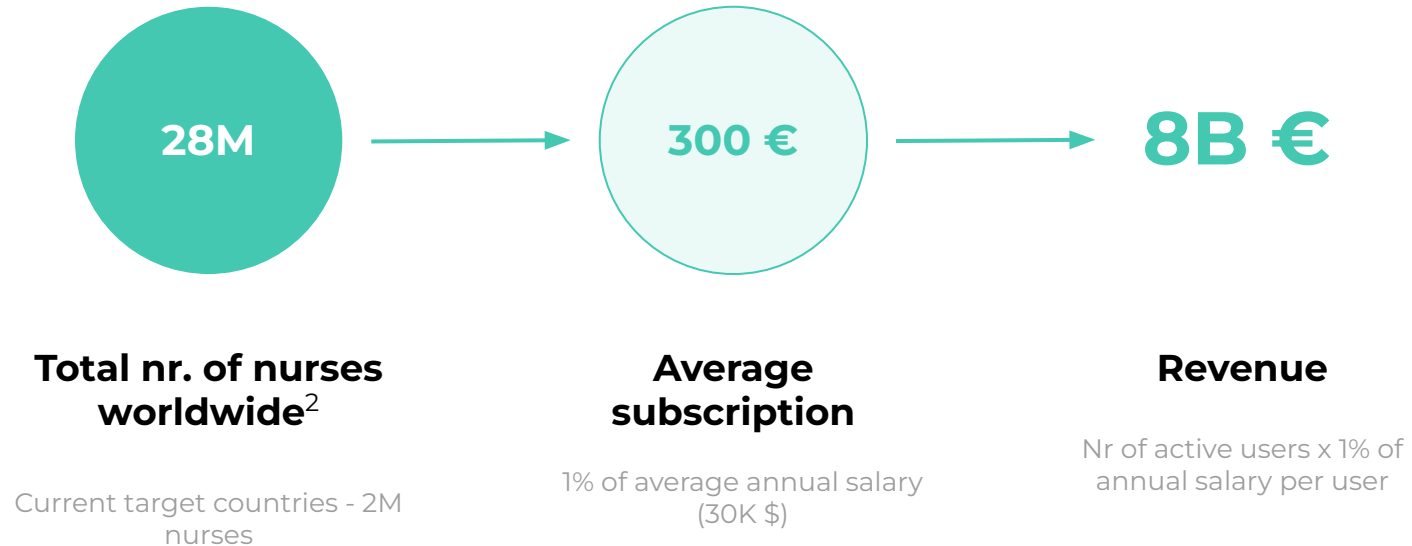 28M
300 €
8B €
Total nr. of nurses
worldwide²
Average
subscription
Revenue
Current target countries - 2M
nurses
1% of average annual salary
(30K $)
Nr of active users x 1% of
annual salary per user